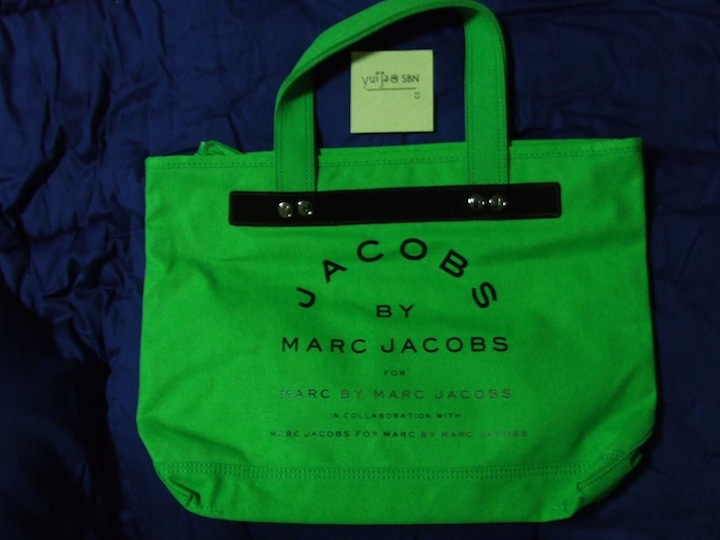 yuija@SBN
JACOBS
BY
MARC JACOBS
FOR
MARC BY MARC JACOBS
IN COLLABORATION WITH
MARC JACOBS FOR MARC BY MARC JACOBS